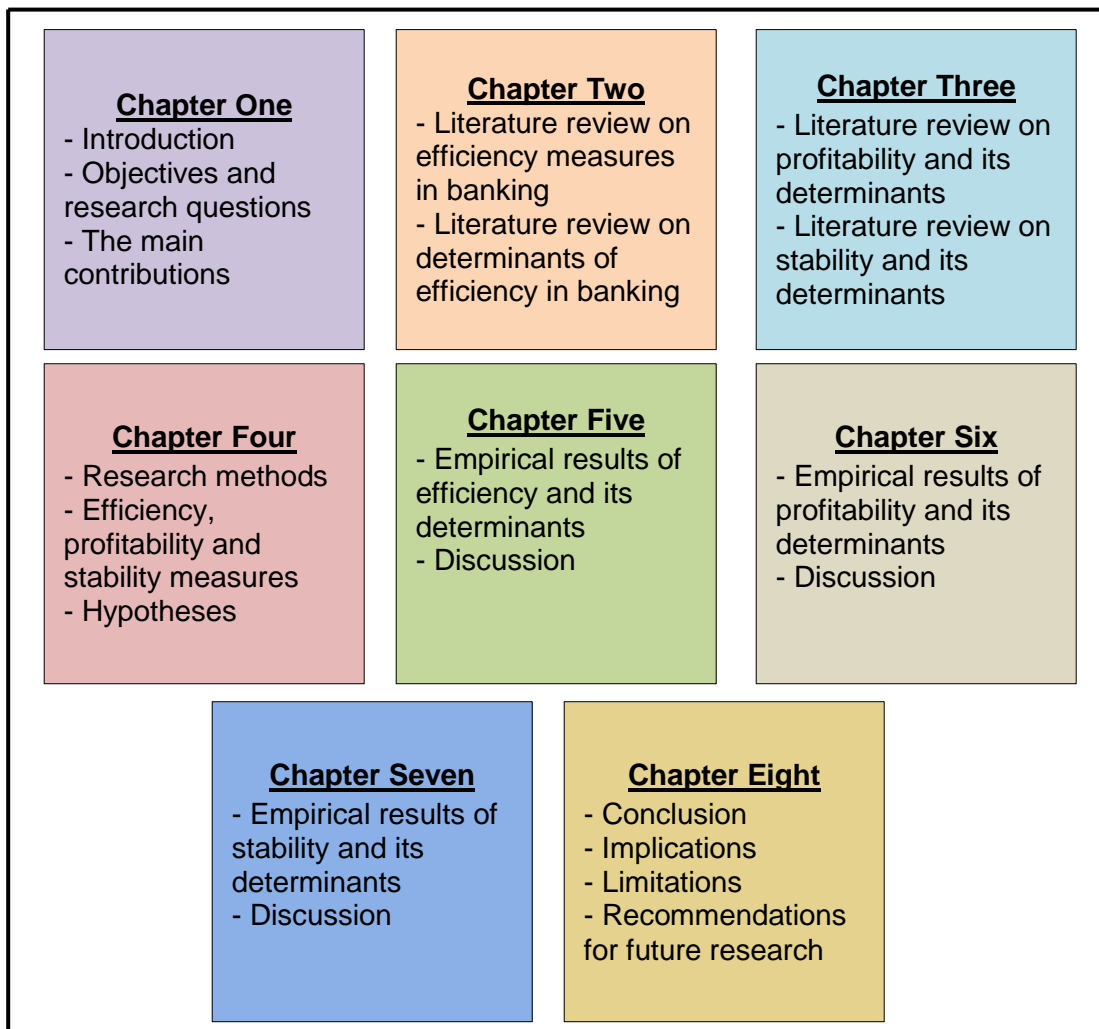 Chapter One
- Introduction
- Objectives and
research questions
- The main
contributions
Chapter Two
- Literature review on
efficiency measures
in banking
- Literature review on
determinants of
efficiency in banking
Chapter Three
- Literature review on
profitability and its
determinants
- Literature review on
stability and its
determinants
Chapter Four
- Research methods
- Efficiency,
profitability and
stability measures
- Hypotheses
Chapter Five
- Empirical results of
efficiency and its
determinants
- Discussion
Chapter Six
- Empirical results of
profitability and its
determinants
- Discussion
Chapter Seven
- Empirical results of
stability and its
determinants
- Discussion
Chapter Eight
- Conclusion
- Implications
- Limitations
- Recommendations
for future research